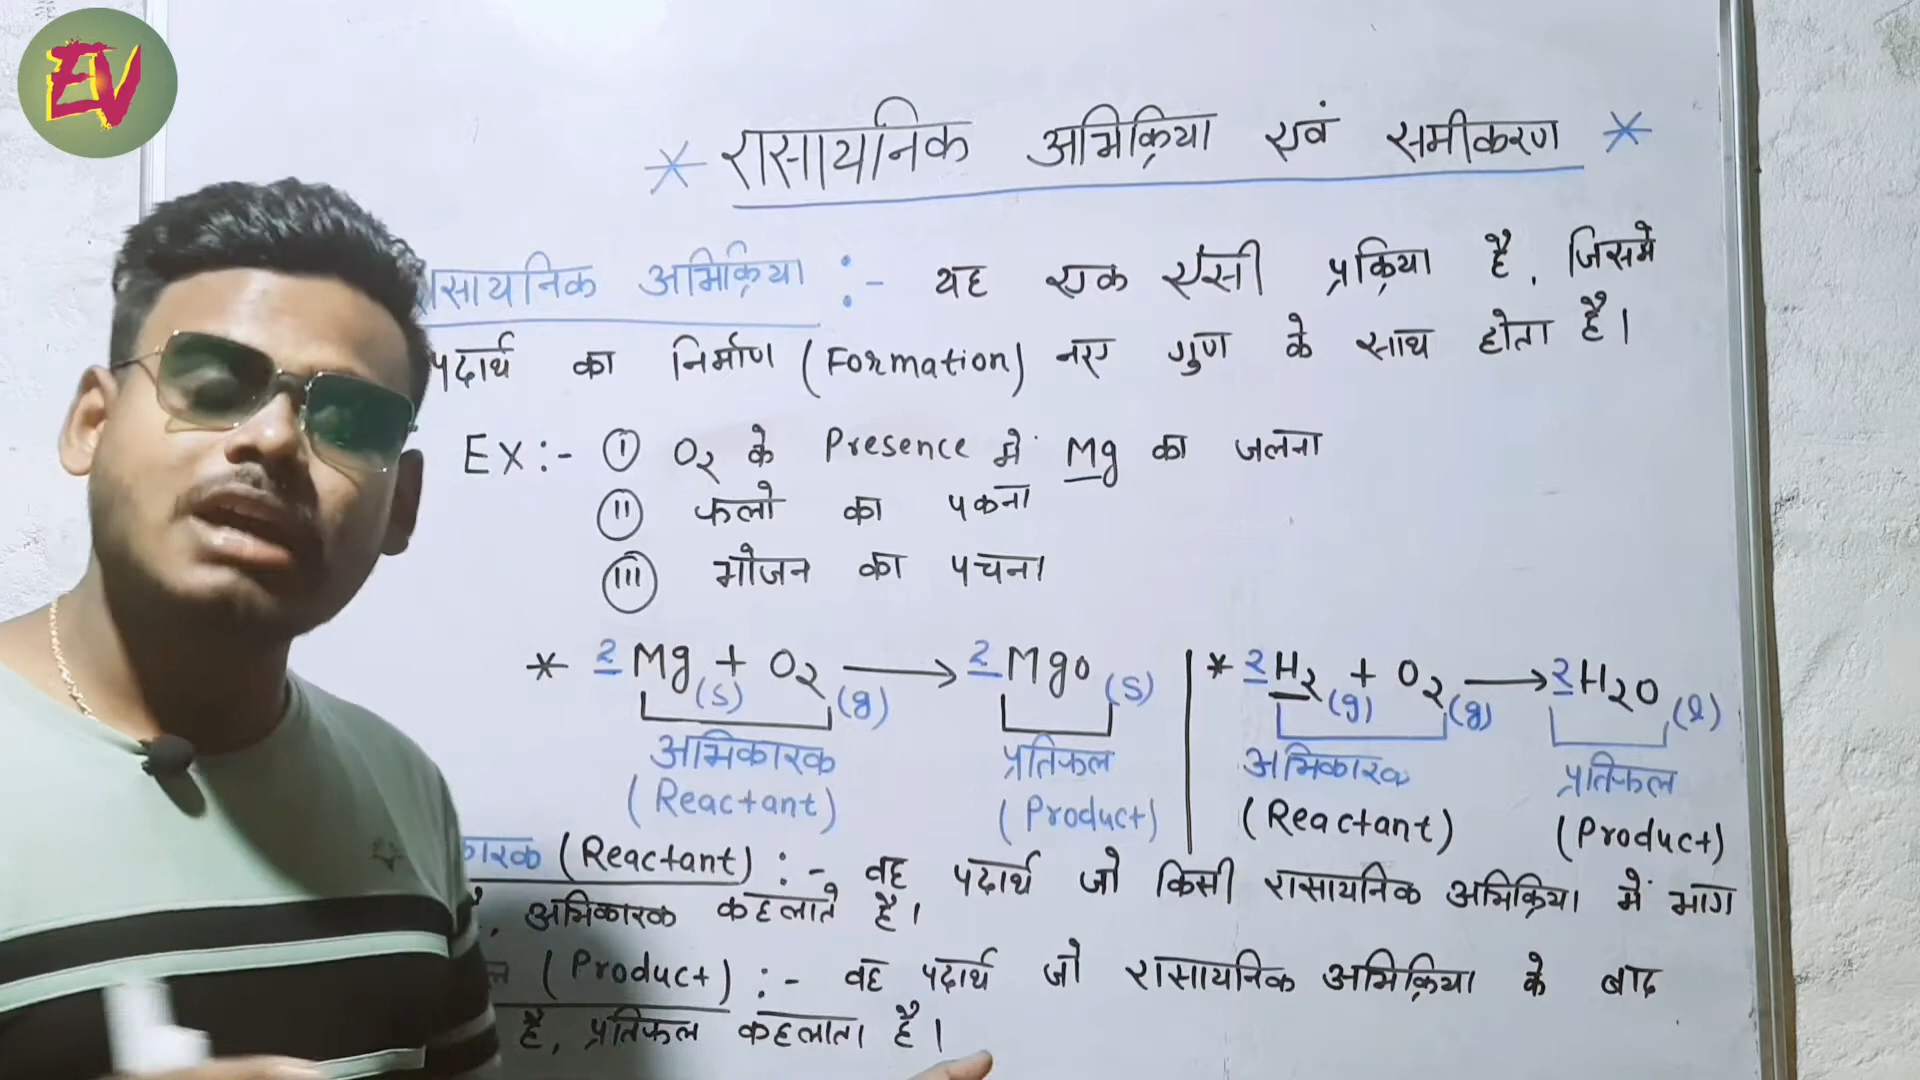 EV
* रासायनिक अभिक्रिया एवं समीकरण *
रासायनिक अभिक्रिया :- यह एक ऐसी प्रक्रिया है, जिसमे
पदार्थ का निर्माण (Formation) नए गुण के साथ होता है।
Ex:- (I) O₂ के Presence मे Mg का जलना
(II) फलो का पकना
(III) भोजन का पचना
* 2Mg(s) + O₂(g) → 2Mgo(s) | * 2H₂(g) + O₂(g) → 2H₂O(l)
अभिकारक प्रतिफल अभिकारक प्रतिफल
(Reactant) (Product) (Reactant) (Product)
कारक (Reactant) :- वह पदार्थ जो किसी रासायनिक अभिक्रिया में भाग
है, अभिकारक कहलाते है।
ल (Product) :- वह पदार्थ जो रासायनिक अभिक्रिया के बाद
है, प्रतिफल कहलाता है।